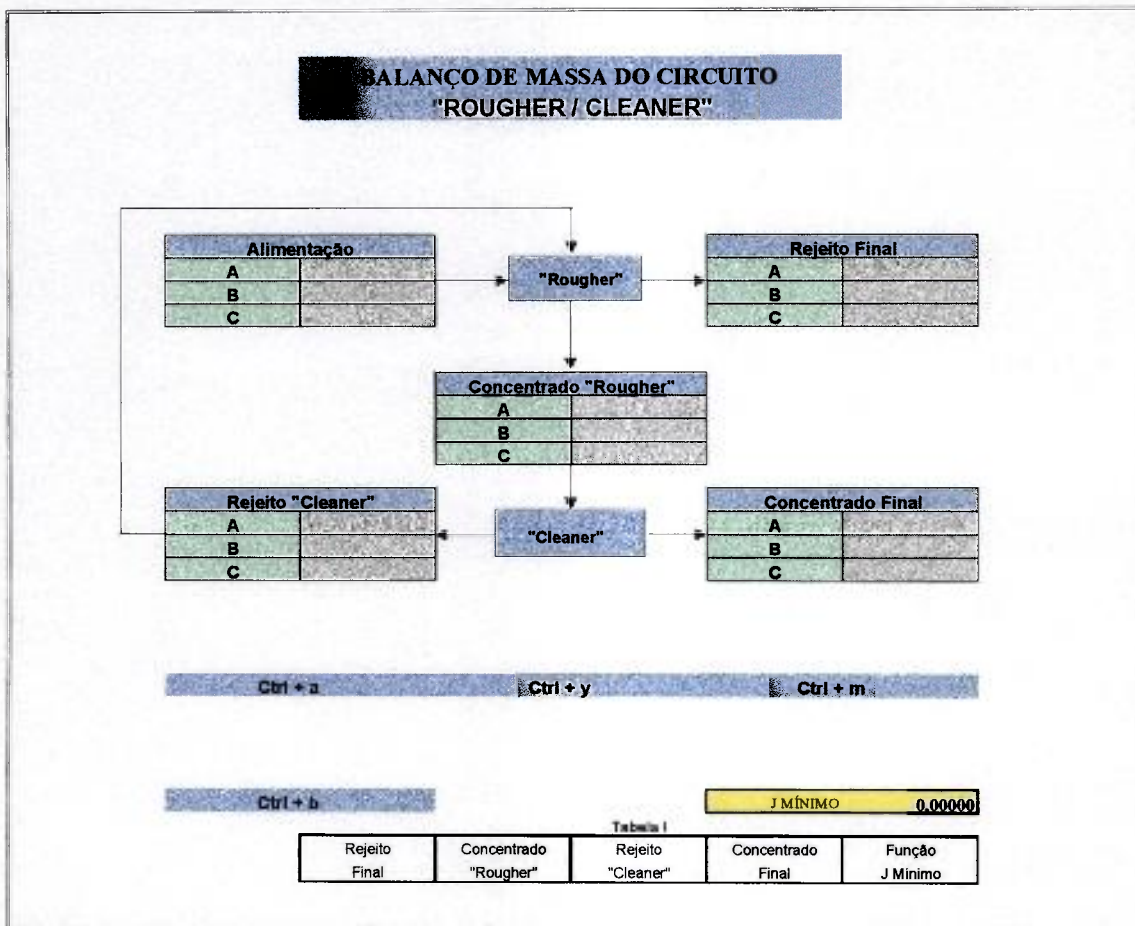 BALANÇO DE MASSA DO CIRCUITO
"ROUGHER / CLEANER"
Alimentação
A
B
C
"Rougher"
Rejeito Final
A
B
C
Concentrado "Rougher"
A
B
C
Rejeito "Cleaner"
A
B
C
"Cleaner"
Concentrado Final
A
B
C
Ctrl + a
Ctrl + y
Ctrl + m
Ctrl + b
J MÍNIMO 0.00000
Tabela I
Rejeito Final
Concentrado "Rougher"
Rejeito "Cleaner"
Concentrado Final
Função J Minimo